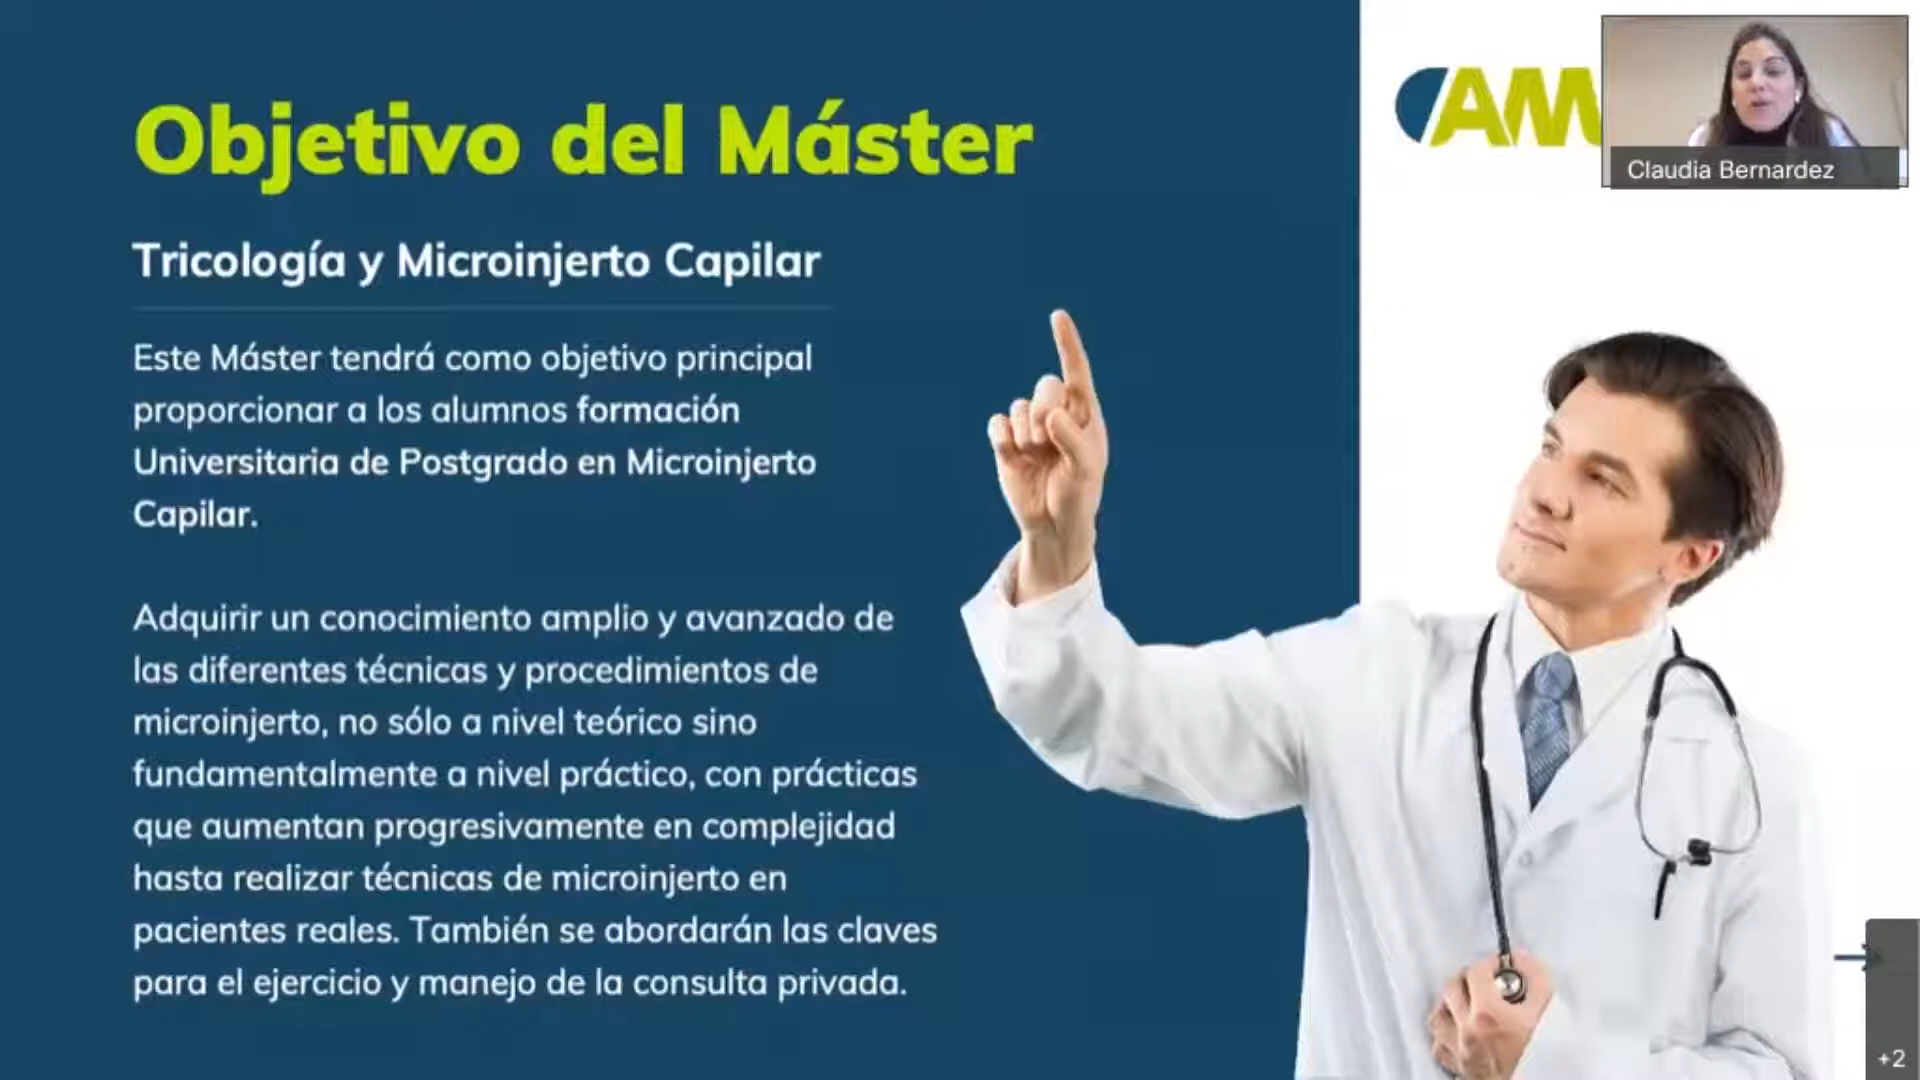 Objetivo del Máster
Tricología y Microinjerto Capilar
Este Máster tendrá como objetivo principal
proporcionar a los alumnos formación
Universitaria de Postgrado en Microinjerto
Capilar.
Adquirir un conocimiento amplio y avanzado de
las diferentes técnicas y procedimientos de
microinjerto, no sólo a nivel teórico sino
fundamentalmente a nivel práctico, con prácticas
que aumentan progresivamente en complejidad
hasta realizar técnicas de microinjerto en
pacientes reales. También se abordarán las claves
para el ejercicio y manejo de la consulta privada.
Claudia Bernardez
+2